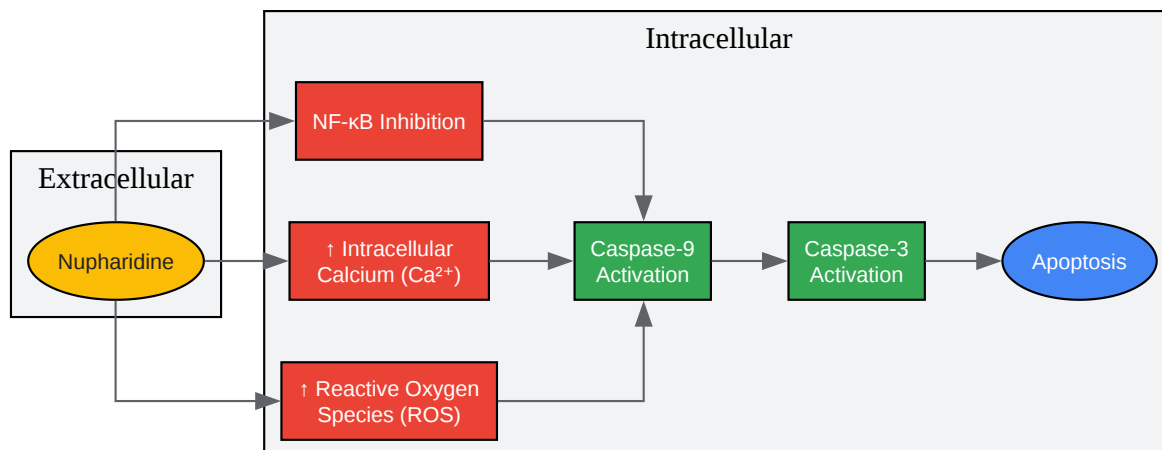 Intracellular
NF-κB Inhibition
Extracellular
Nupharidine
↑ Intracellular
Calcium (Ca²⁺)
Caspase-9
Activation
Caspase-3
Activation
Apoptosis
↑ Reactive Oxygen
Species (ROS)